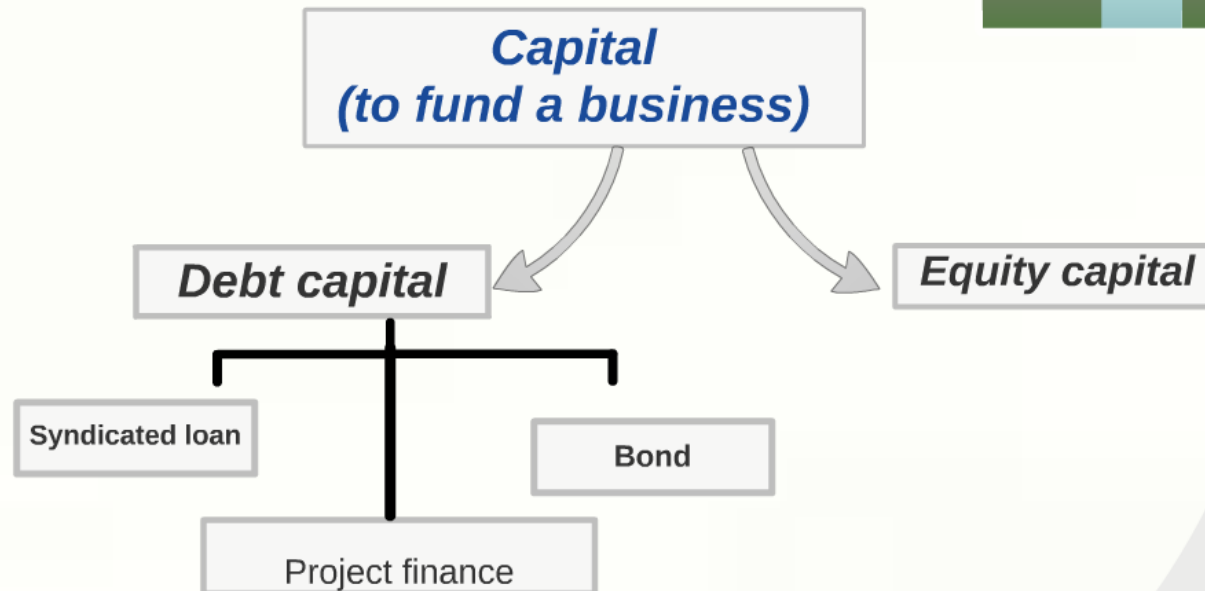 Capital
(to fund a business)
Debt capital
Equity capital
Syndicated loan
Bond
Project finance